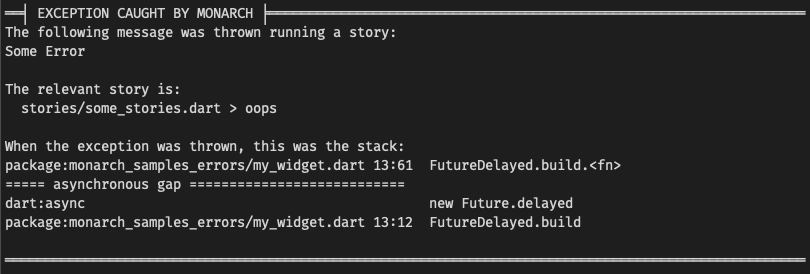 ══╡ EXCEPTION CAUGHT BY MONARCH ╞═══════════════════════════════════════════════════════════════════
The following message was thrown running a story:
Some Error

The relevant story is:
  stories/some_stories.dart > oops

When the exception was thrown, this was the stack:
package:monarch_samples_errors/my_widget.dart 13:61  FutureDelayed.build.<fn>
===== asynchronous gap ===========================
dart:async                                           new Future.delayed
package:monarch_samples_errors/my_widget.dart 13:12  FutureDelayed.build

════════════════════════════════════════════════════════════════════════════════════════════════════